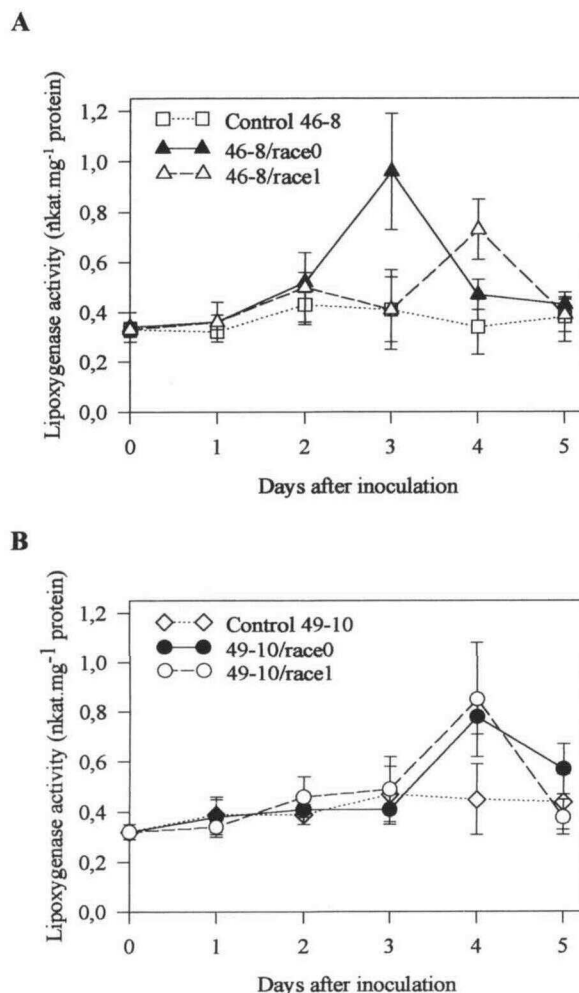 A
Lipoxygenase activity (nkat.mg⁻¹ protein)
1,2
1,0
0,8
0,6
0,4
0,2
0,0
Control 46-8
46-8/race0
46-8/race1
0 1 2 3 4 5
Days after inoculation
B
Lipoxygenase activity (nkat.mg⁻¹ protein)
1,2
1,0
0,8
0,6
0,4
0,2
0,0
Control 49-10
49-10/race0
49-10/race1
0 1 2 3 4 5
Days after inoculation